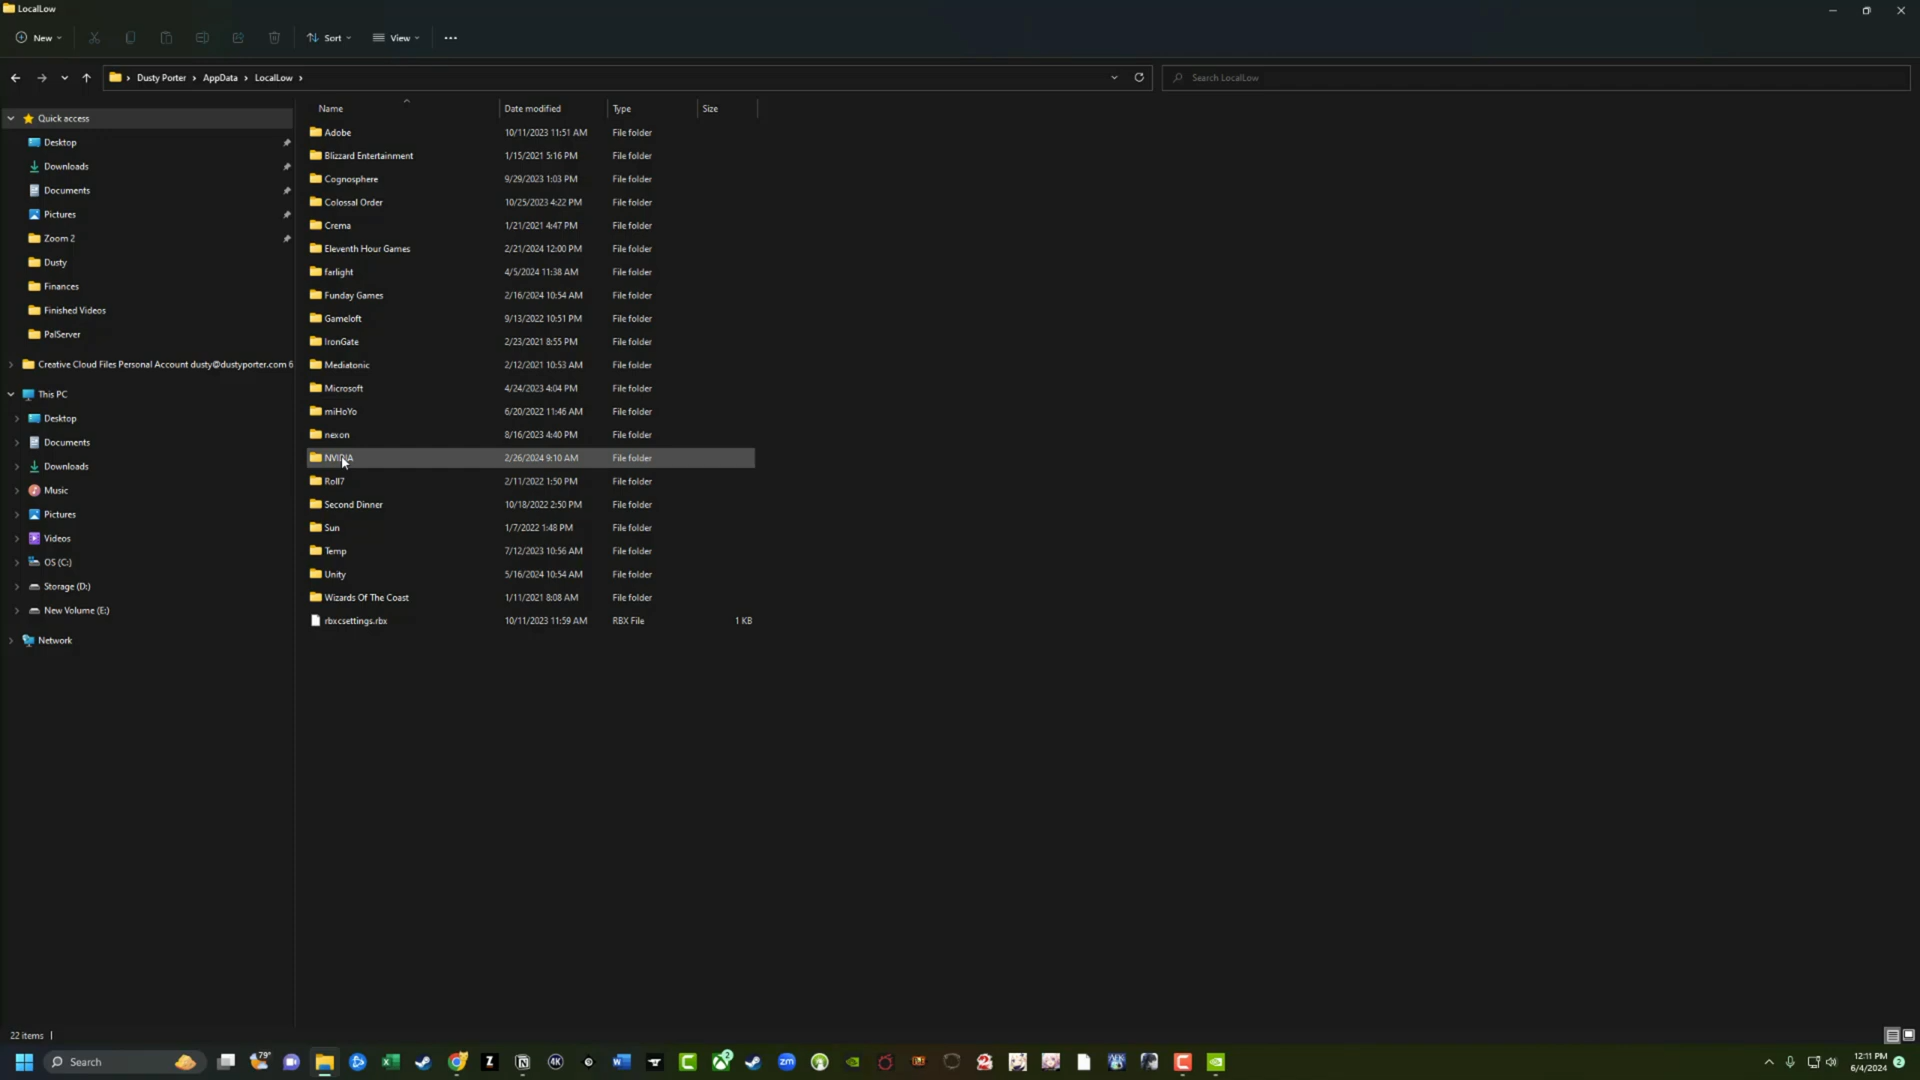 LocalLow
New
Sort
View
Dusty Porter
AppData
LocalLow
Search LocalLow
Name
Date modified
Type
Size
Quick access
Desktop
Downloads
Documents
Pictures
Zoom 2
Dusty
Finances
Finished Videos
PalServer
Creative Cloud Files Personal Account dusty@dustyporter.com 6
This PC
Desktop
Documents
Downloads
Music
Pictures
Videos
OS (C:)
Storage (D:)
New Volume (E:)
Network
Adobe 10/11/2023 11:51 AM File folder
Blizzard Entertainment 1/15/2021 5:16 PM File folder
Cognosphere 9/29/2023 1:03 PM File folder
Colossal Order 10/25/2023 4:22 PM File folder
Crema 1/21/2021 4:47 PM File folder
Eleventh Hour Games 2/21/2024 12:00 PM File folder
farlight 4/5/2024 11:38 AM File folder
Funday Games 2/16/2024 10:54 AM File folder
Gameloft 9/13/2022 10:51 PM File folder
IronGate 2/23/2021 8:55 PM File folder
Mediatonic 2/12/2021 10:53 AM File folder
Microsoft 4/24/2023 4:04 PM File folder
miHoYo 6/20/2022 11:46 AM File folder
nexon 8/16/2023 4:40 PM File folder
NVIDIA 2/26/2024 9:10 AM File folder
Roll7 2/11/2022 1:50 PM File folder
Second Dinner 10/18/2022 2:50 PM File folder
Sun 1/7/2022 1:48 PM File folder
Temp 7/12/2023 10:56 AM File folder
Unity 5/16/2024 10:54 AM File folder
Wizards Of The Coast 1/11/2021 8:08 AM File folder
rbxcsettings.rbx 10/11/2023 11:59 AM RBX File 1 KB
22 items
Search
79°
12:11 PM
6/4/2024
2